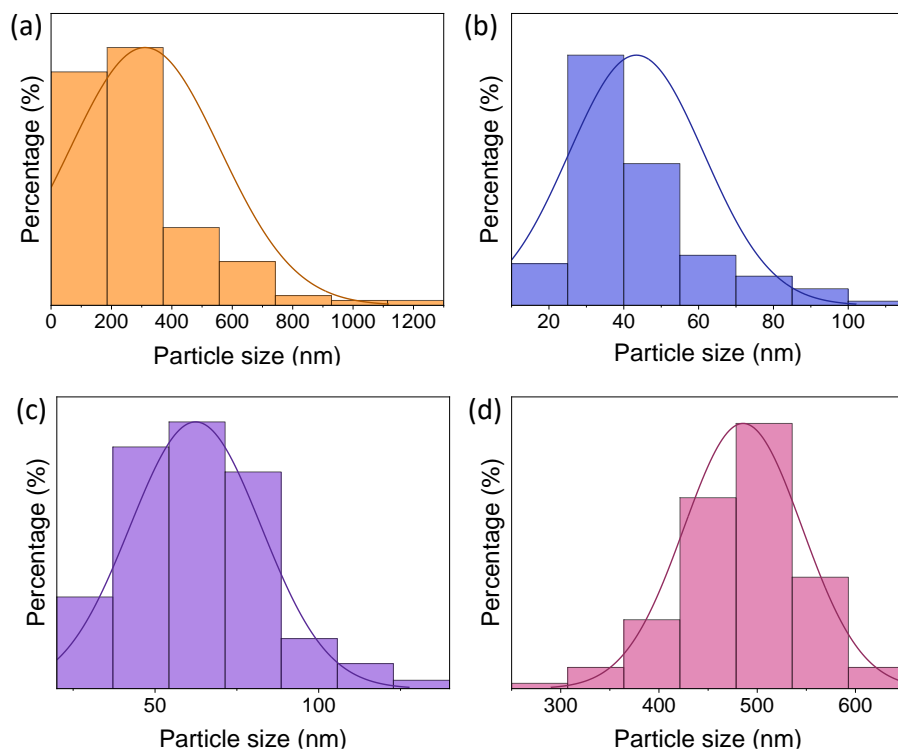 (a)
Percentage (%)
0 200 400 600 800 1000 1200
Particle size (nm)
(b)
Percentage (%)
20 40 60 80 100
Particle size (nm)
(c)
Percentage (%)
50 100
Particle size (nm)
(d)
Percentage (%)
300 400 500 600
Particle size (nm)